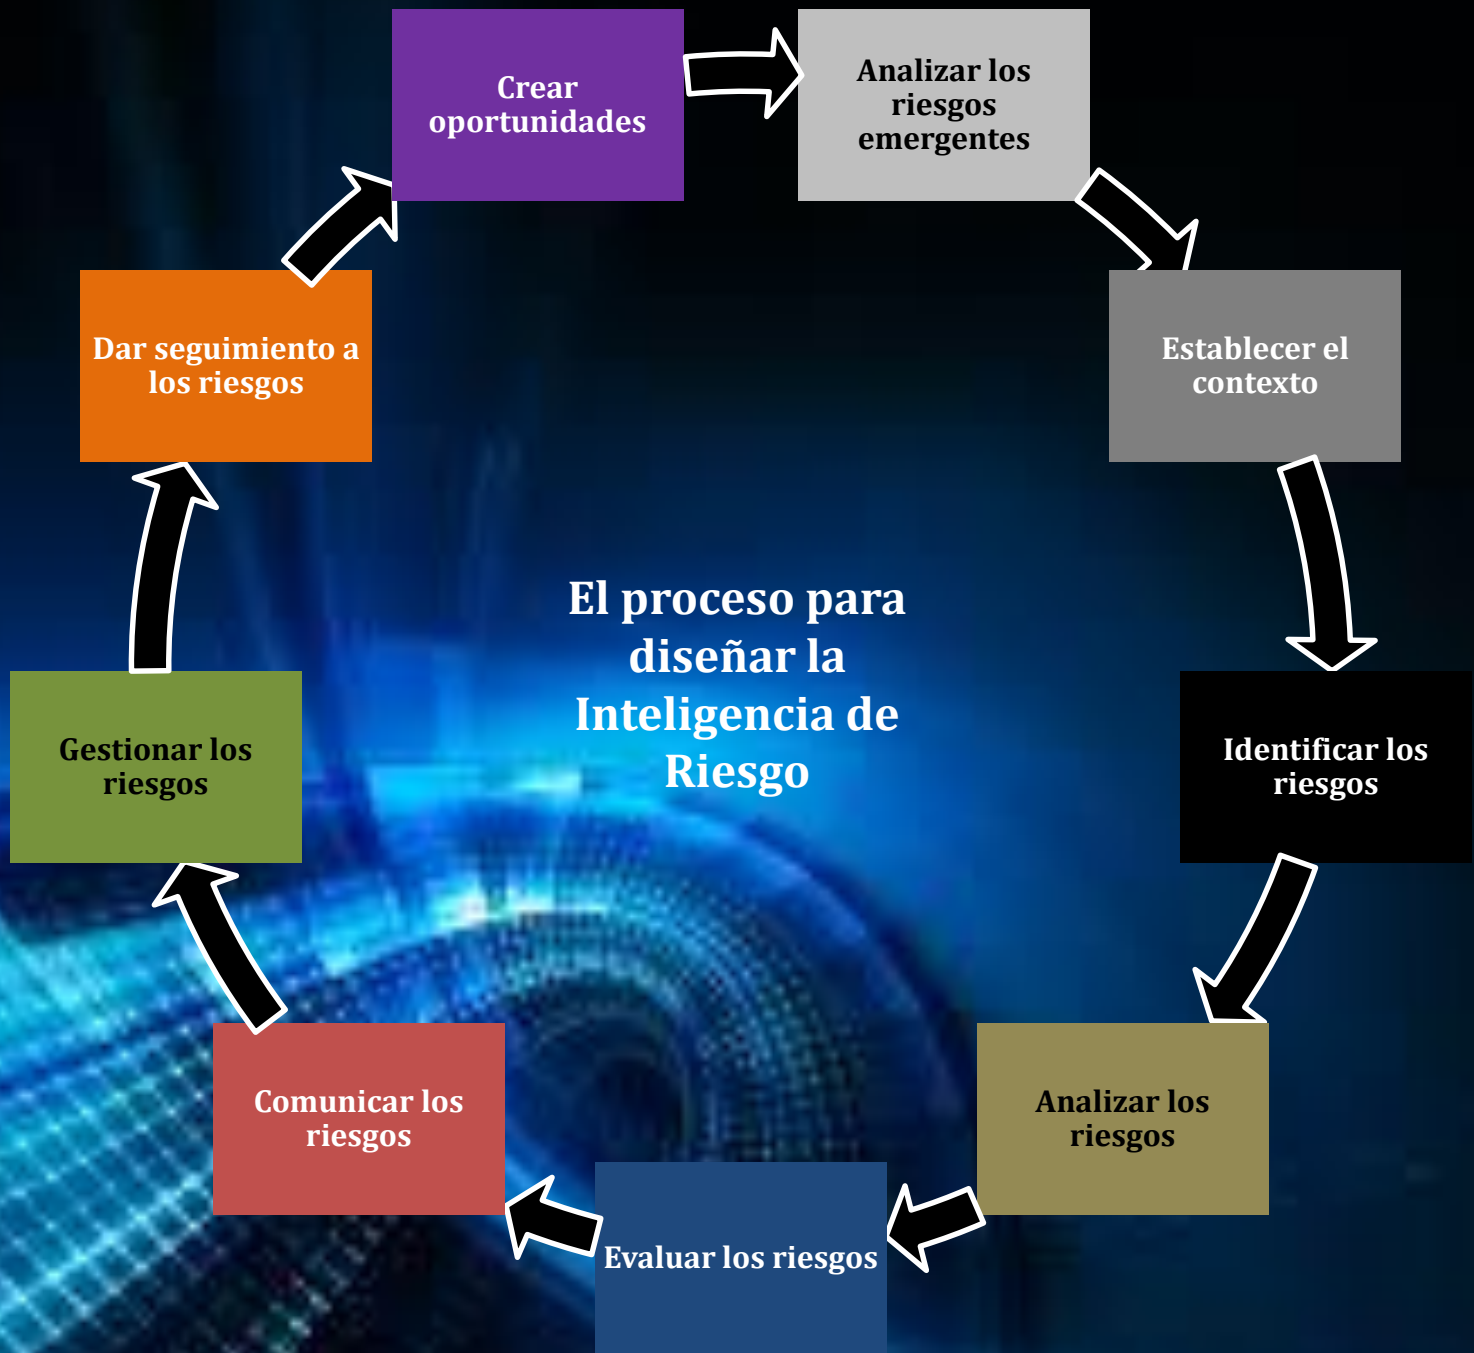 Crear
oportunidades
Analizar los
riesgos
emergentes
Establecer el
contexto
Identificar los
riesgos
Analizar los
riesgos
Evaluar los riesgos
Comunicar los
riesgos
Gestionar los
riesgos
Dar seguimiento a
los riesgos
El proceso para
diseñar la
Inteligencia de
Riesgo